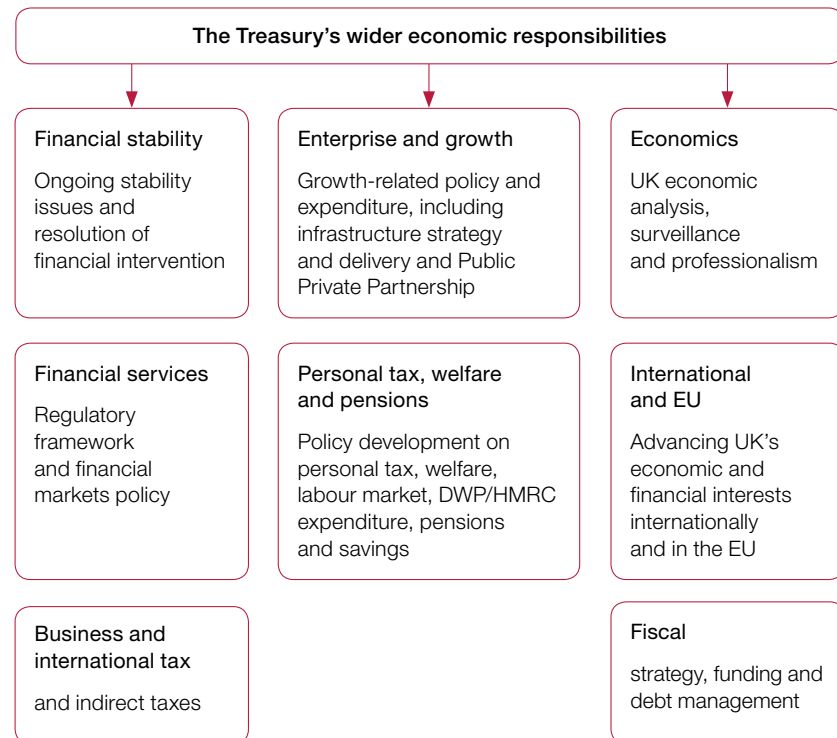 The Treasury’s wider economic responsibilities
Financial stability
Ongoing stability
issues and
resolution of
financial intervention
Enterprise and growth
Growth-related policy and
expenditure, including
infrastructure strategy
and delivery and Public
Private Partnership
Economics
UK economic
analysis,
surveillance
and professionalism
Financial services
Regulatory
framework
and financial
markets policy
Personal tax, welfare
and pensions
Policy development on
personal tax, welfare,
labour market, DWP/HMRC
expenditure, pensions
and savings
International
and EU
Advancing UK’s
economic and
financial interests
internationally
and in the EU
Business and
international tax
and indirect taxes
Fiscal
strategy, funding and
debt management